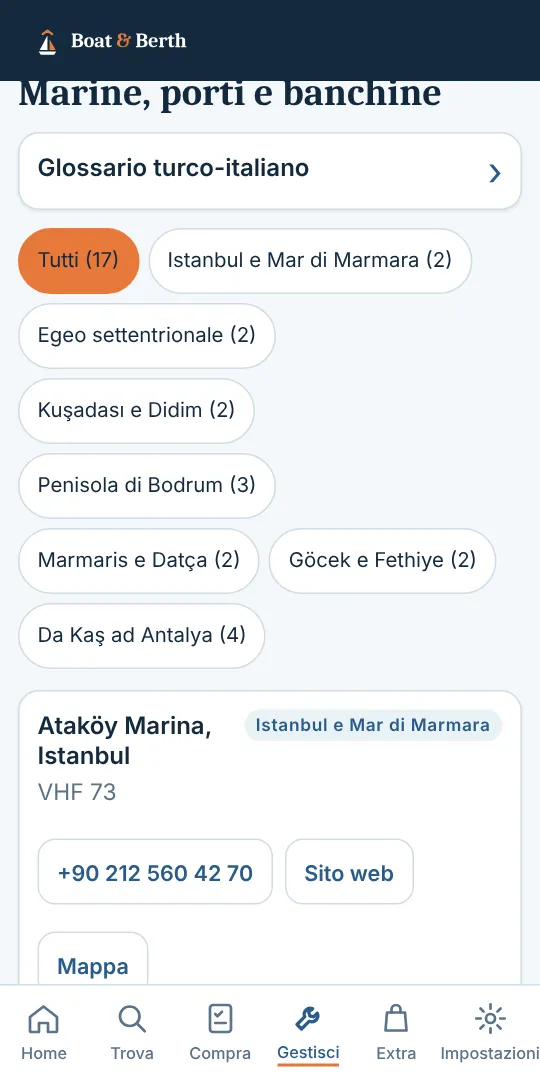 Boat & Berth
Marine, porti e banchine
Glossario turco-italiano
Tutti (17)
Istanbul e Mar di Marmara (2)
Egeo settentrionale (2)
Kuşadası e Didim (2)
Penisola di Bodrum (3)
Marmaris e Datça (2)
Göcek e Fethiye (2)
Da Kaş ad Antalya (4)
Ataköy Marina,
Istanbul
Istanbul e Mar di Marmara
VHF 73
+90 212 560 42 70
Sito web
Mappa
Home
Trova
Compra
Gestisci
Extra
Impostazioni